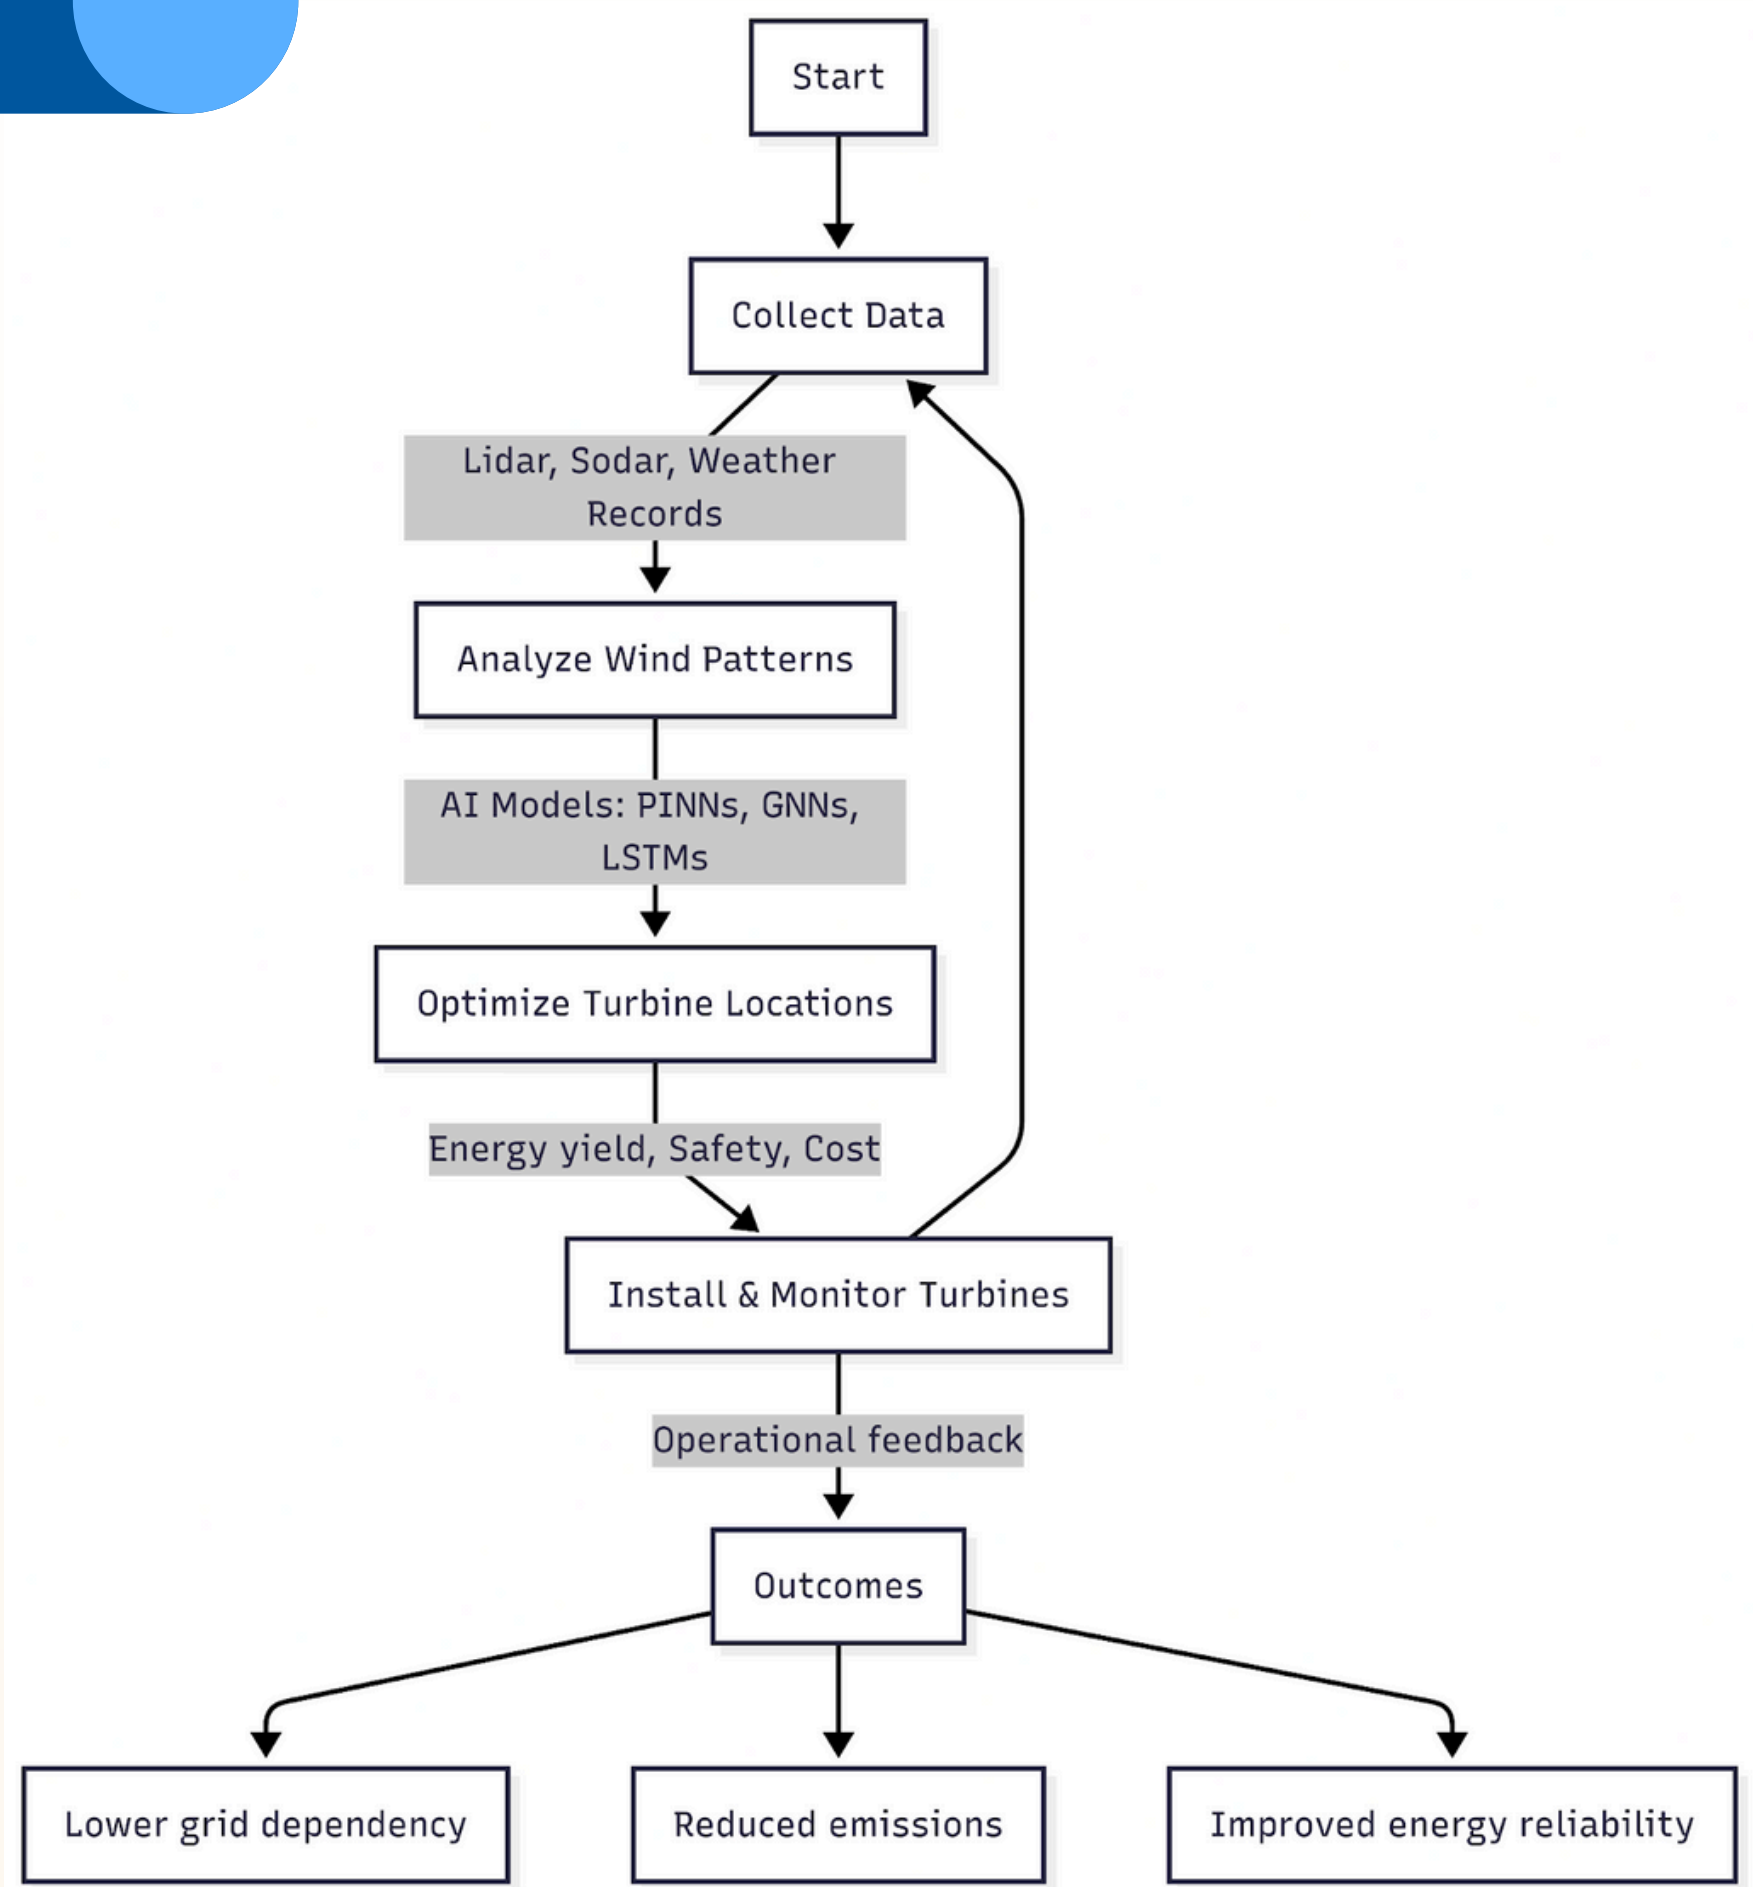 Start
Collect Data
Lidar, Sodar, Weather
Records
Analyze Wind Patterns
AI Models: PINNs, GNNs,
LSTMs
Optimize Turbine Locations
Energy yield, Safety, Cost
Install & Monitor Turbines
Operational feedback
Outcomes
Lower grid dependency
Reduced emissions
Improved energy reliability